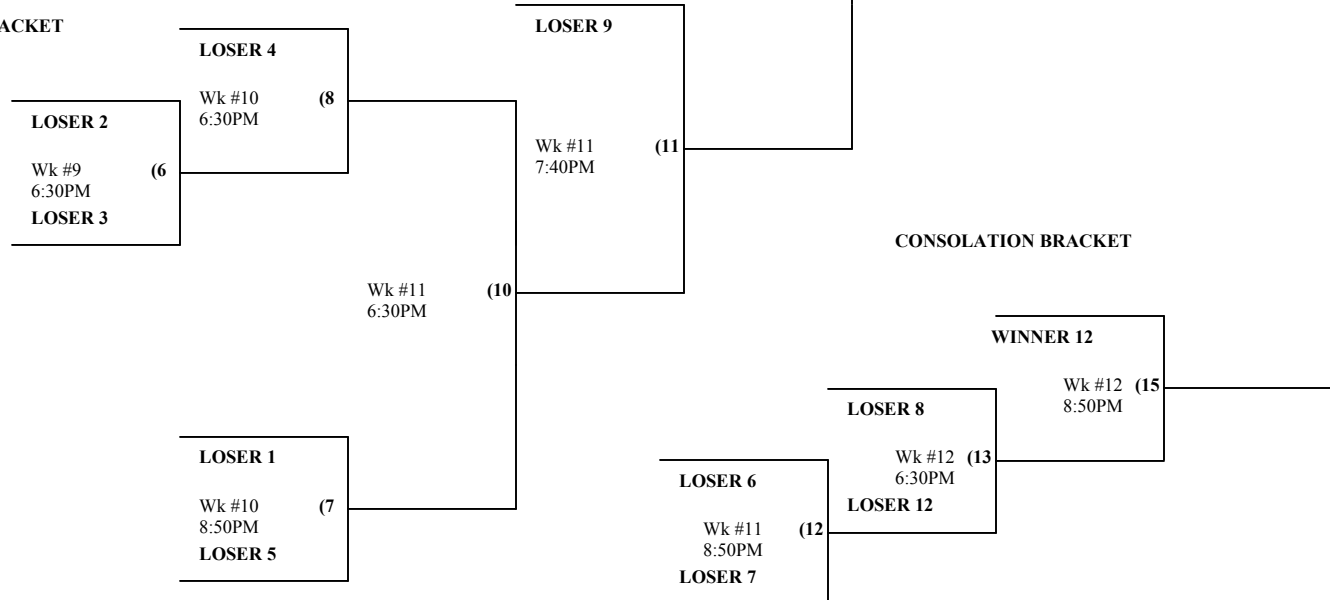 ACKET
LOSER 9
LOSER 4
Wk #10 (8
6:30PM
LOSER 2
Wk #9 (6
6:30PM
LOSER 3
Wk #11 (11
7:40PM
CONSOLATION BRACKET
Wk #11 (10
6:30PM
WINNER 12
Wk #12 (15
8:50PM
LOSER 8
Wk #12 (13
6:30PM
LOSER 12
LOSER 1
Wk #10 (7
8:50PM
LOSER 5
LOSER 6
Wk #11 (12
8:50PM
LOSER 7